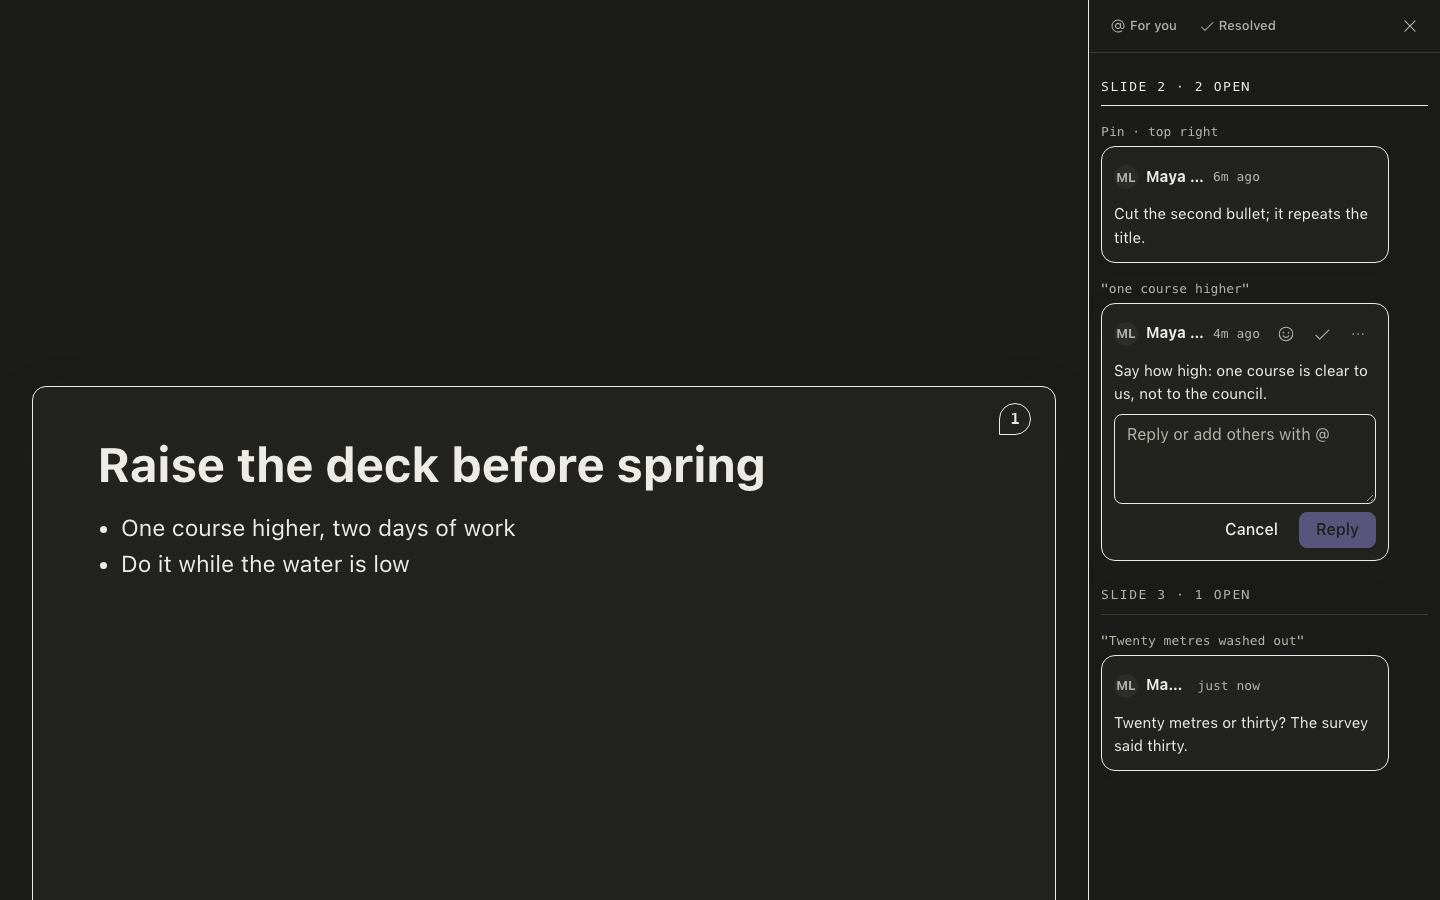 For you
Resolved
SLIDE 2 · 2 OPEN
Pin · top right
ML Maya ... 6m ago
Cut the second bullet; it repeats the
title.
"one course higher"
ML Maya ... 4m ago
Say how high: one course is clear to
us, not to the council.
Reply or add others with @
Cancel
Reply
SLIDE 3 · 1 OPEN
"Twenty metres washed out"
ML Ma... just now
Twenty metres or thirty? The survey
said thirty.
1
Raise the deck before spring
• One course higher, two days of work
• Do it while the water is low